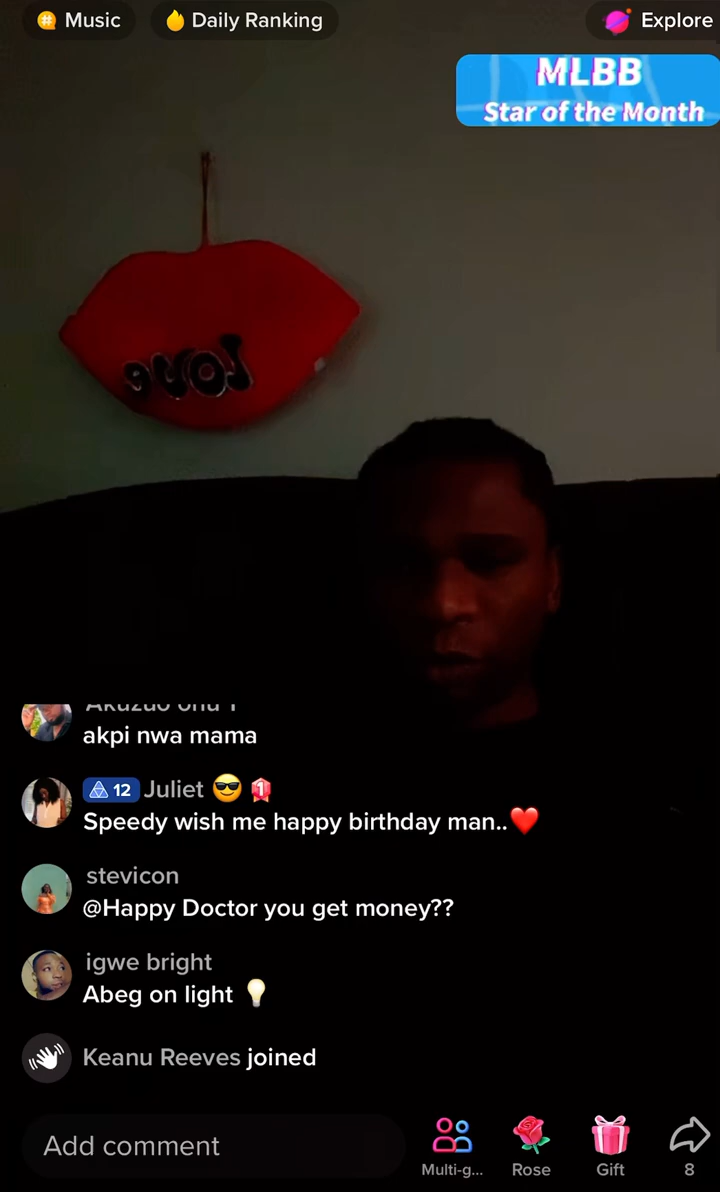 Music
Daily Ranking
Explore
MLBB
Star of the Month
Love
akpi nwa mama
12 Juliet 😎 1
Speedy wish me happy birthday man..❤️
stevicon
@Happy Doctor you get money??
igwe bright
Abeg on light 💡
Keanu Reeves joined
Add comment
Multi-g...
Rose
Gift
8